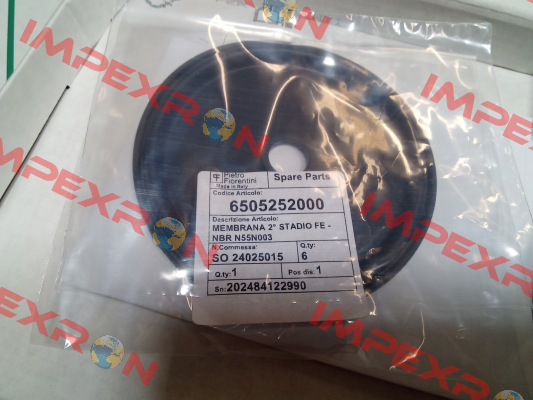 IMPEXRON
IMPEXRON
IMPEXRON
Pietro Fiorentini
Made in Italy
Spare Parts
Codice Articolo:
6505252000
Descrizione Articolo:
MEMBRANA 2° STADIO FE -
NBR N55N003
N.Commessa: Q.ty:
SO 24025015 6
Q.ty:1 Pos dis:1
Sn:202484122990
IMPEXRON
IMPEXRON